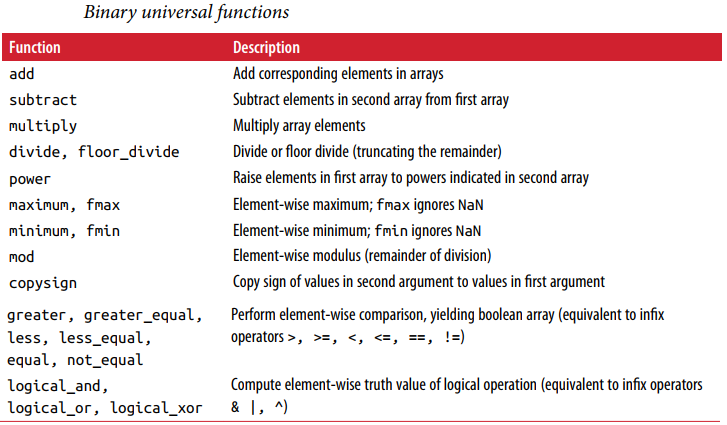 Binary universal functions
Function Description
add Add corresponding elements in arrays
subtract Subtract elements in second array from first array
multiply Multiply array elements
divide, floor_divide Divide or floor divide (truncating the remainder)
power Raise elements in first array to powers indicated in second array
maximum, fmax Element-wise maximum; fmax ignores NaN
minimum, fmin Element-wise minimum; fmin ignores NaN
mod Element-wise modulus (remainder of division)
copysign Copy sign of values in second argument to values in first argument
greater, greater_equal, Perform element-wise comparison, yielding boolean array (equivalent to infix
less, less_equal, operators >, >=, <, <=, ==, !=)
equal, not_equal
logical_and, Compute element-wise truth value of logical operation (equivalent to infix operators
logical_or, logical_xor & |, ^)